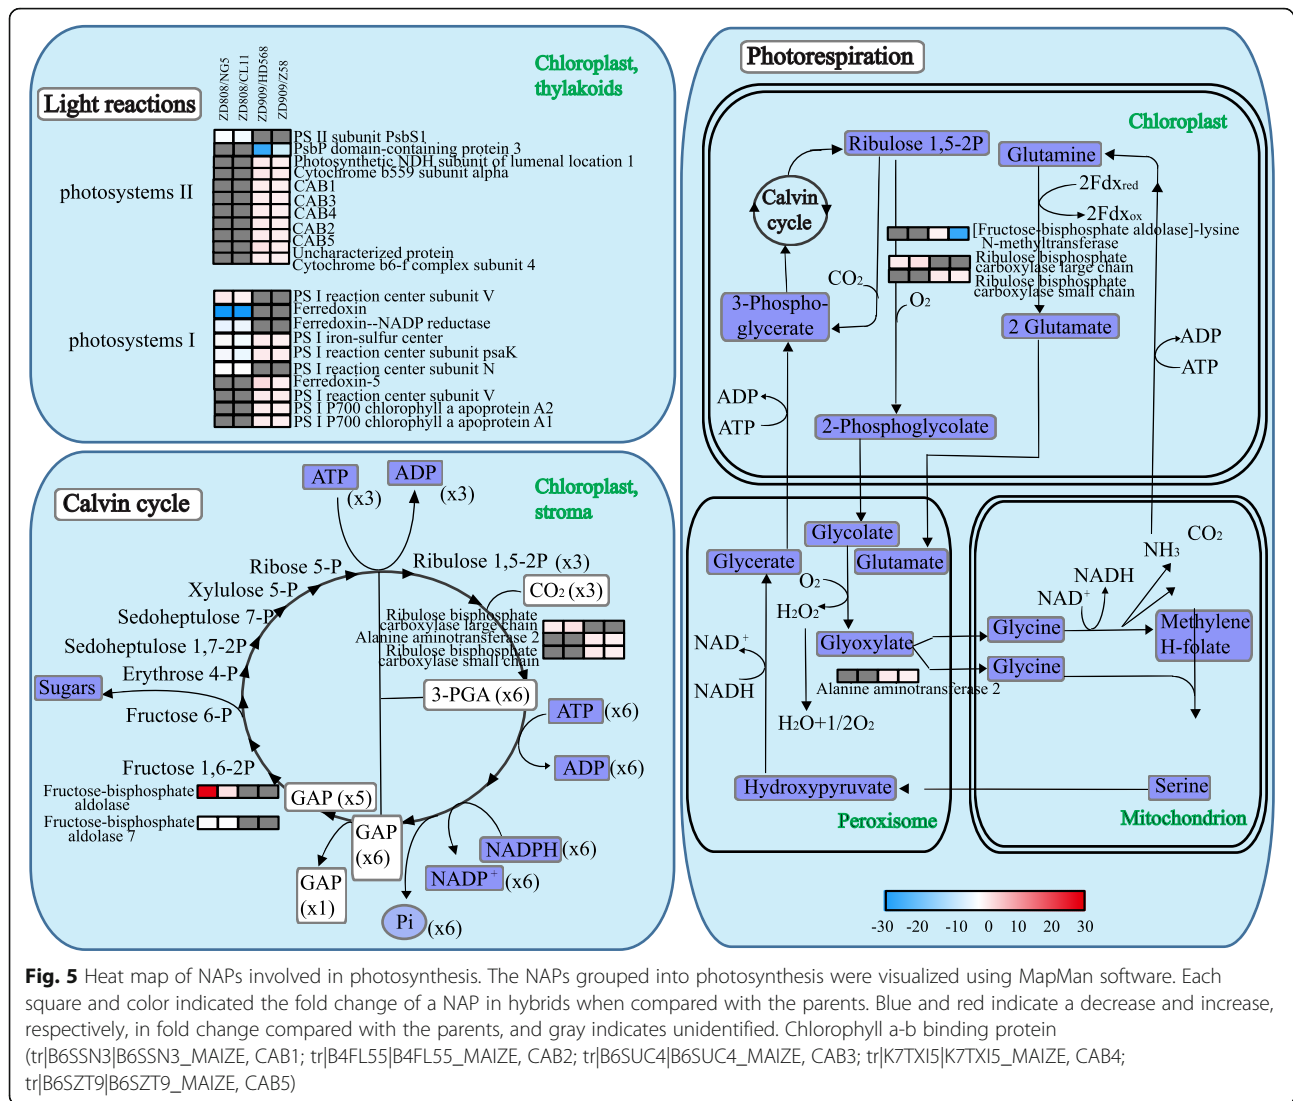 Light reactions
ZD808/NG5
ZD808/CL11
ZD909/HD568
ZD909/Z58
Chloroplast,
thylakoids
photosystems II
PS II subunit PsbS1
PsbP domain-containing protein 3
Photosynthetic NDH subunit of lumenal location 1
Cytochrome b559 subunit alpha
CAB1
CAB3
CAB4
CAB2
CAB5
Uncharacterized protein
Cytochrome b6-f complex subunit 4
photosystems I
PS I reaction center subunit V
Ferredoxin
Ferredoxin--NADP reductase
PS I iron-sulfur center
PS I reaction center subunit psaK
PS I reaction center subunit N
Ferredoxin-5
PS I reaction center subunit V
PS I P700 chlorophyll a apoprotein A2
PS I P700 chlorophyll a apoprotein A1
Calvin cycle
Chloroplast,
stroma
ATP
(x3)
ADP
(x3)
Ribose 5-P
Ribulose 1,5-2P (x3)
Xylulose 5-P
CO2 (x3)
Sedoheptulose 7-P
Ribulose bisphosphate
carboxylase large chain
Alanine aminotransferase 2
Ribulose bisphosphate
carboxylase small chain
Sedoheptulose 1,7-2P
Erythrose 4-P
Sugars
3-PGA (x6)
Fructose 6-P
ATP
(x6)
ADP
(x6)
Fructose 1,6-2P
Fructose-bisphosphate
aldolase
GAP (x5)
Fructose-bisphosphate
aldolase 7
GAP
(x6)
NADPH
(x6)
NADP+
(x6)
GAP
(x1)
Pi
(x6)
Photorespiration
Chloroplast
Ribulose 1,5-2P
Glutamine
2Fdxred
2Fdxox
Calvin
cycle
[Fructose-bisphosphate aldolase]-lysine
N-methyltransferase
Ribulose bisphosphate
carboxylase large chain
Ribulose bisphosphate
carboxylase small chain
CO2
O2
3-Phospho-
glycerate
2 Glutamate
ADP
ATP
ADP
ATP
2-Phosphoglycolate
Glycolate
Glycerate
Glutamate
O2
H2O2
NAD+
NADH
Glyoxylate
Alanine aminotransferase 2
H2O+1/2O2
Hydroxypyruvate
Peroxisome
CO2
NH3
NADH
NAD+
Glycine
Methylene
H-folate
Glycine
Serine
Mitochondrion
-30 -20 -10 0 10 20 30
Fig. 5 Heat map of NAPs involved in photosynthesis. The NAPs grouped into photosynthesis were visualized using MapMan software. Each
square and color indicated the fold change of a NAP in hybrids when compared with the parents. Blue and red indicate a decrease and increase,
respectively, in fold change compared with the parents, and gray indicates unidentified. Chlorophyll a-b binding protein
(tr|B6SSN3|B6SSN3_MAIZE, CAB1; tr|B4FL55|B4FL55_MAIZE, CAB2; tr|B6SUC4|B6SUC4_MAIZE, CAB3; tr|K7TXI5|K7TXI5_MAIZE, CAB4;
tr|B6SZT9|B6SZT9_MAIZE, CAB5)